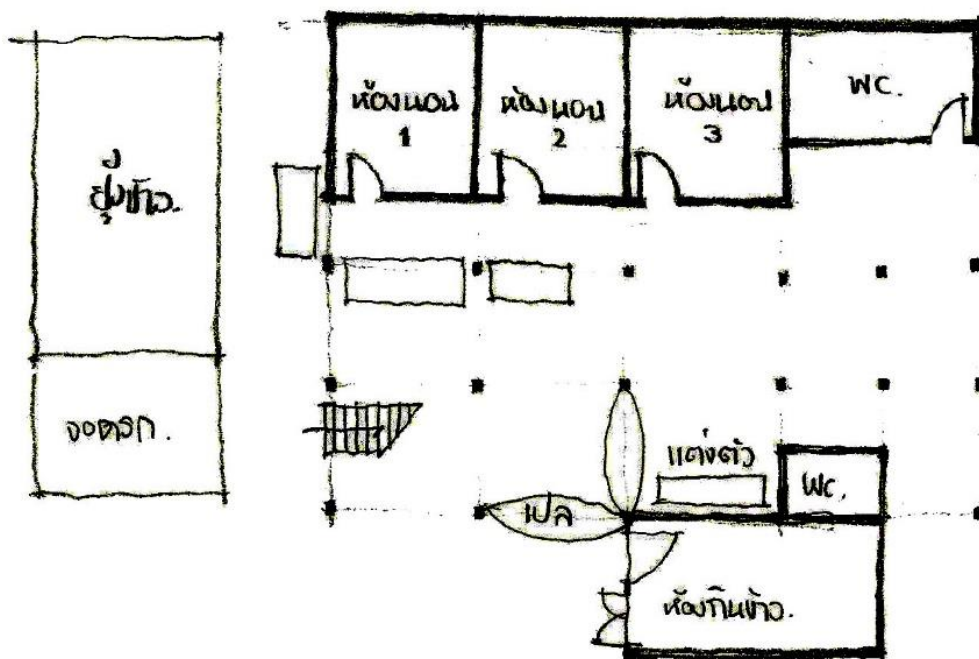 ห้องนอน
1
ห้องนอน
2
ห้องนอน
3
WC.
ยุ้งข้าว.
จอดรถ.
แต่งตัว
WC.
เปล
ห้องกินข้าว.